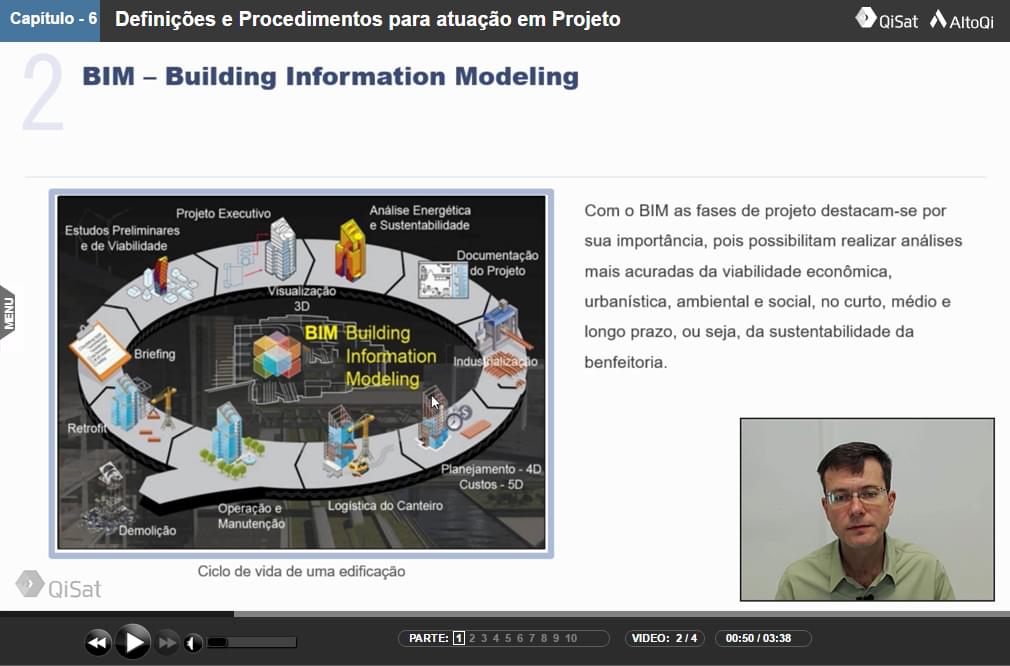 Capítulo - 6
Definições e Procedimentos para atuação em Projeto
QiSat
AltoQi
2
BIM – Building Information Modeling
Projeto Executivo
Análise Energética
e Sustentabilidade
Estudos Preliminares
e de Viabilidade
Documentação
do Projeto
Visualização
3D
BIM Building
Information
Modeling
Briefing
Industrialização
Retrofit
Planejamento - 4D
Custos - 5D
Logística do Canteiro
Operação e
Manutenção
Demolição
Ciclo de vida de uma edificação
Com o BIM as fases de projeto destacam-se por
sua importância, pois possibilitam realizar análises
mais acuradas da viabilidade econômica,
urbanística, ambiental e social, no curto, médio e
longo prazo, ou seja, da sustentabilidade da
benfeitoria.
MENU
QiSat
PARTE: 1 2 3 4 5 6 7 8 9 10
VIDEO: 2 / 4
00:50 / 03:38